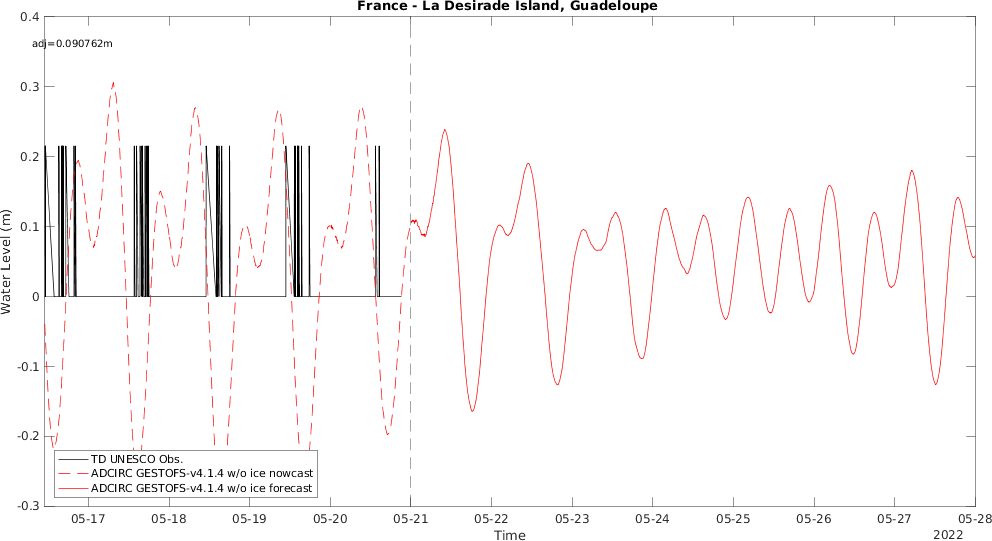 France - La Desirade Island, Guadeloupe
adj=0.090762m
Water Level (m)
0.4
0.3
0.2
0.1
0
-0.1
-0.2
-0.3
TD UNESCO Obs.
ADCIRC GESTOFS-v4.1.4 w/o ice nowcast
ADCIRC GESTOFS-v4.1.4 w/o ice forecast
05-17 05-18 05-19 05-20 05-21 05-22 05-23 05-24 05-25 05-26 05-27 05-28
Time
2022